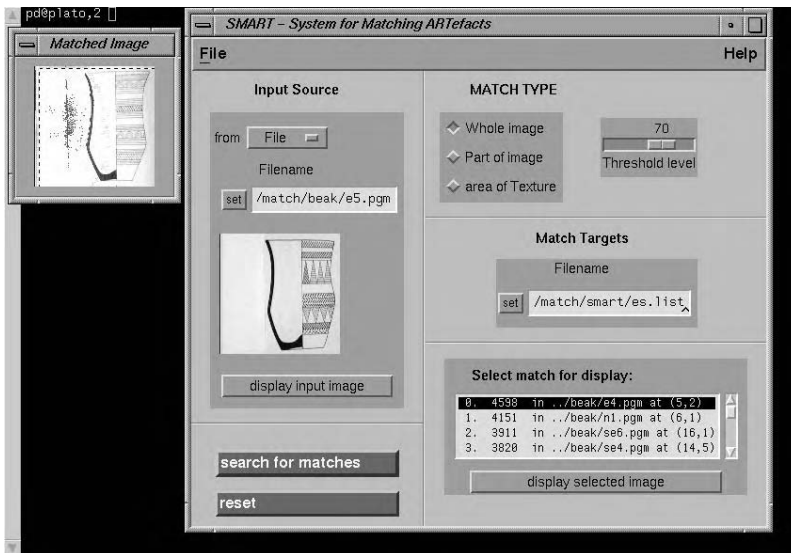 pd@plato,2
Matched Image
SMART – System for Matching ARTefacts
File
Help
Input Source
from File
Filename
set /match/beak/e5.pgm
display input image
search for matches
reset
MATCH TYPE
Whole image
Part of image
area of Texture
70
Threshold level
Match Targets
Filename
set /match/smart/es.list
Select match for display:
0. 4598 in ../beak/e4.pgm at (5,2)
1. 4151 in ../beak/n1.pgm at (6,1)
2. 3911 in ../beak/se6.pgm at (16,1)
3. 3820 in ../beak/se4.pgm at (14,5)
display selected image